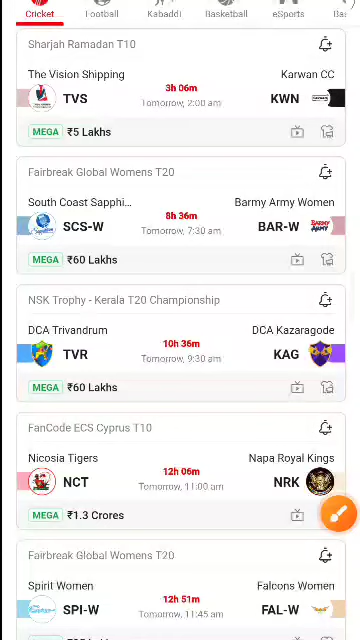 Cricket Football Kabaddi Basketball eSports
Sharjah Ramadan T10
The Vision Shipping Karwan CC
3h 06m
TVS KWN
Tomorrow, 2:00 am
MEGA ₹5 Lakhs
Fairbreak Global Womens T20
South Coast Sapphi... Barmy Army Women
8h 36m
SCS-W BAR-W
BARMY ARMY
Tomorrow, 7:30 am
MEGA ₹60 Lakhs
NSK Trophy - Kerala T20 Championship
DCA Trivandrum DCA Kazaragode
10h 36m
TVR KAG
Tomorrow, 9:30 am
MEGA ₹60 Lakhs
FanCode ECS Cyprus T10
Nicosia Tigers Napa Royal Kings
12h 06m
NCT NRK
Tomorrow, 11:00 am
MEGA ₹1.3 Crores
Fairbreak Global Womens T20
Spirit Women Falcons Women
12h 51m
SPI-W FAL-W
Tomorrow, 11:45 am